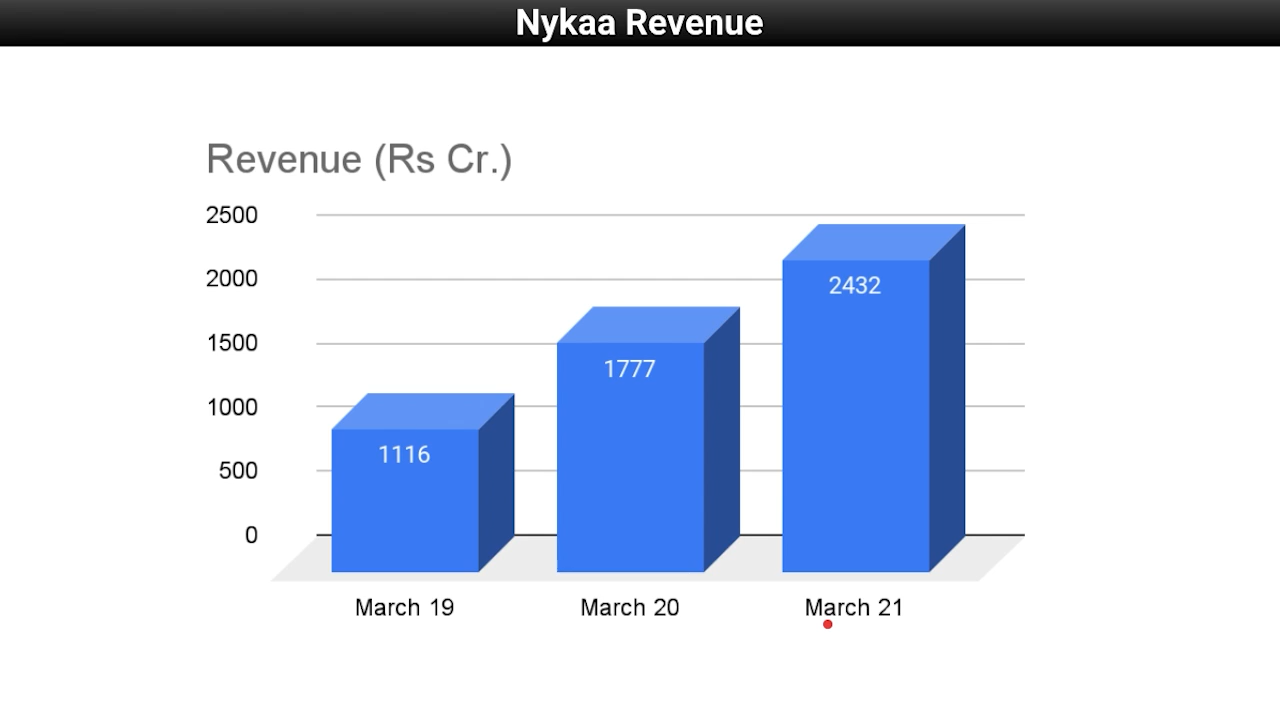 Nykaa Revenue
Revenue (Rs Cr.)
2500
2000
1500
1000
500
0
1116
1777
2432
March 19
March 20
March 21